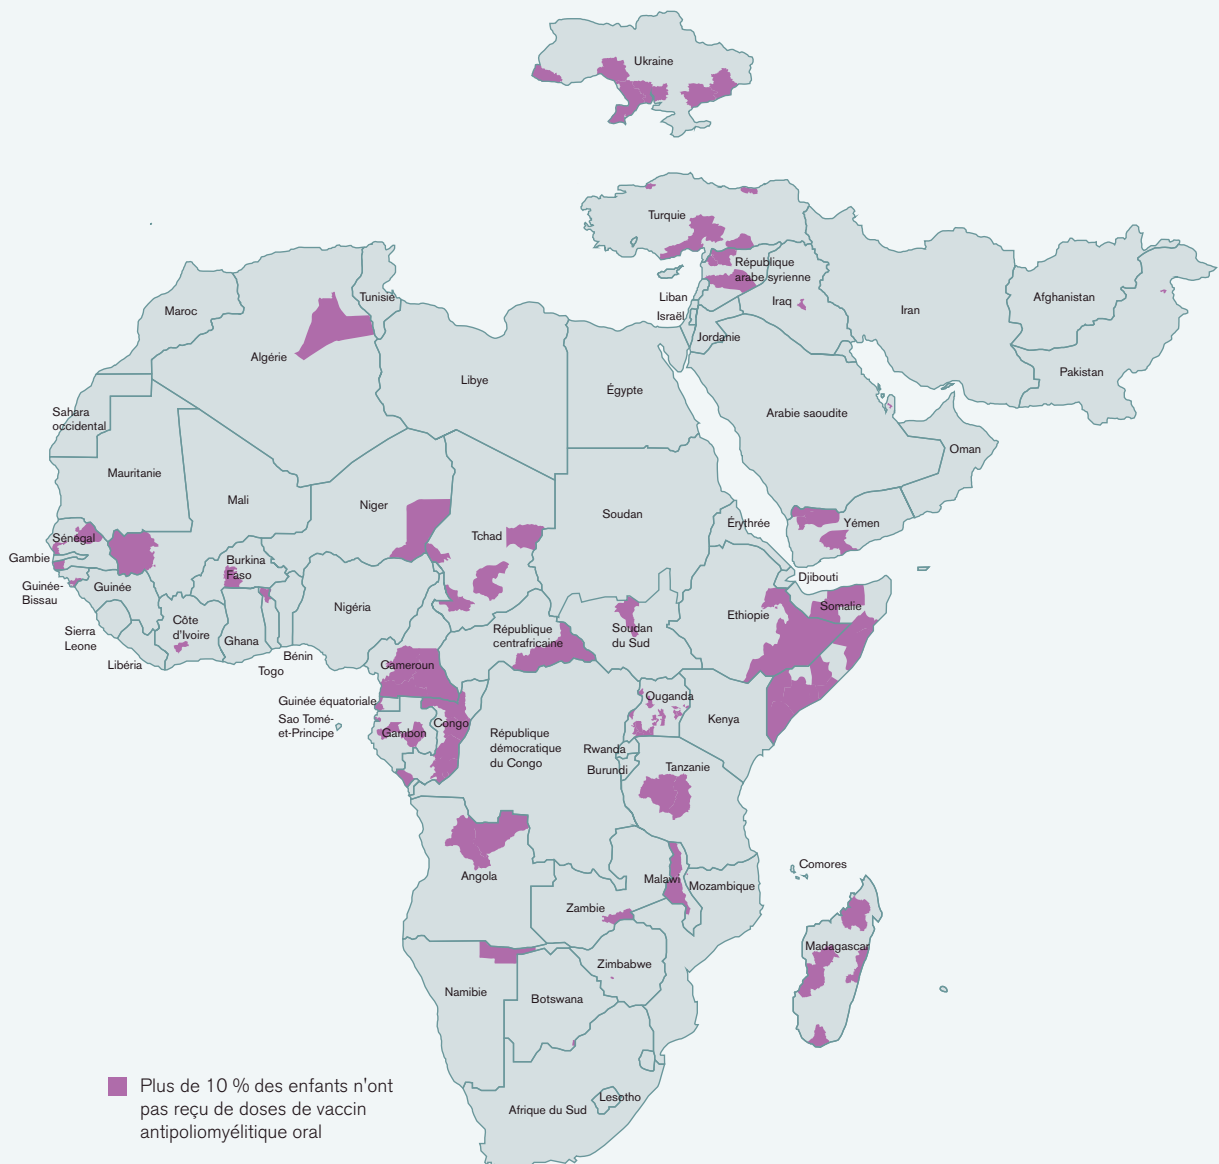 Ukraine
Turquie
République
arabe syrienne
Liban
Israël
Iraq
Jordanie
Iran
Afghanistan
Pakistan
Maroc
Tunisie
Algérie
Libye
Égypte
Arabie saoudite
Oman
Sahara
occidental
Mauritanie
Mali
Niger
Tchad
Soudan
Érythrée
Yémen
Djibouti
Sénégal
Gambie
Guinée-
Bissau
Guinée
Burkina
Faso
Sierra
Leone
Libéria
Côte
d'Ivoire
Ghana
Togo
Bénin
Nigéria
République
centrafricaine
Soudan
du Sud
Ethiopie
Somalie
Cameroun
Guinée équatoriale
Sao Tomé-
et-Principe
Gambon
Congo
République
démocratique
du Congo
Ouganda
Kenya
Rwanda
Burundi
Tanzanie
Angola
Zambie
Malawi
Mozambique
Comores
Madagascar
Zimbabwe
Namibie
Botswana
Lesotho
Afrique du Sud
Plus de 10 % des enfants n'ont
pas reçu de doses de vaccin
antipoliomyélitique oral